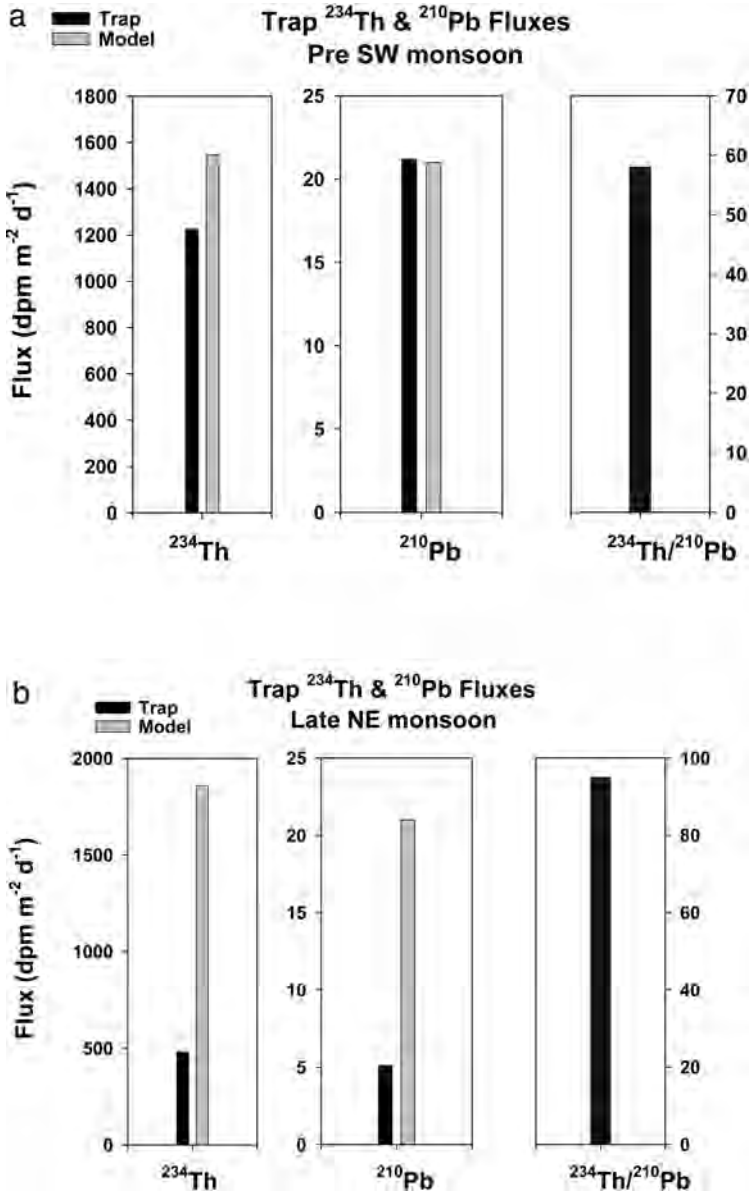 a
Trap
Model
Trap ²³⁴Th & ²¹⁰Pb Fluxes
Pre SW monsoon
Flux (dpm m⁻² d⁻¹)
1800
1600
1400
1200
1000
800
600
400
200
0
²³⁴Th
25
20
15
10
5
0
²¹⁰Pb
70
60
50
40
30
20
10
0
²³⁴Th/²¹⁰Pb
b
Trap
Model
Trap ²³⁴Th & ²¹⁰Pb Fluxes
Late NE monsoon
Flux (dpm m⁻² d⁻¹)
2000
1500
1000
500
0
²³⁴Th
25
20
15
10
5
0
²¹⁰Pb
100
80
60
40
20
0
²³⁴Th/²¹⁰Pb